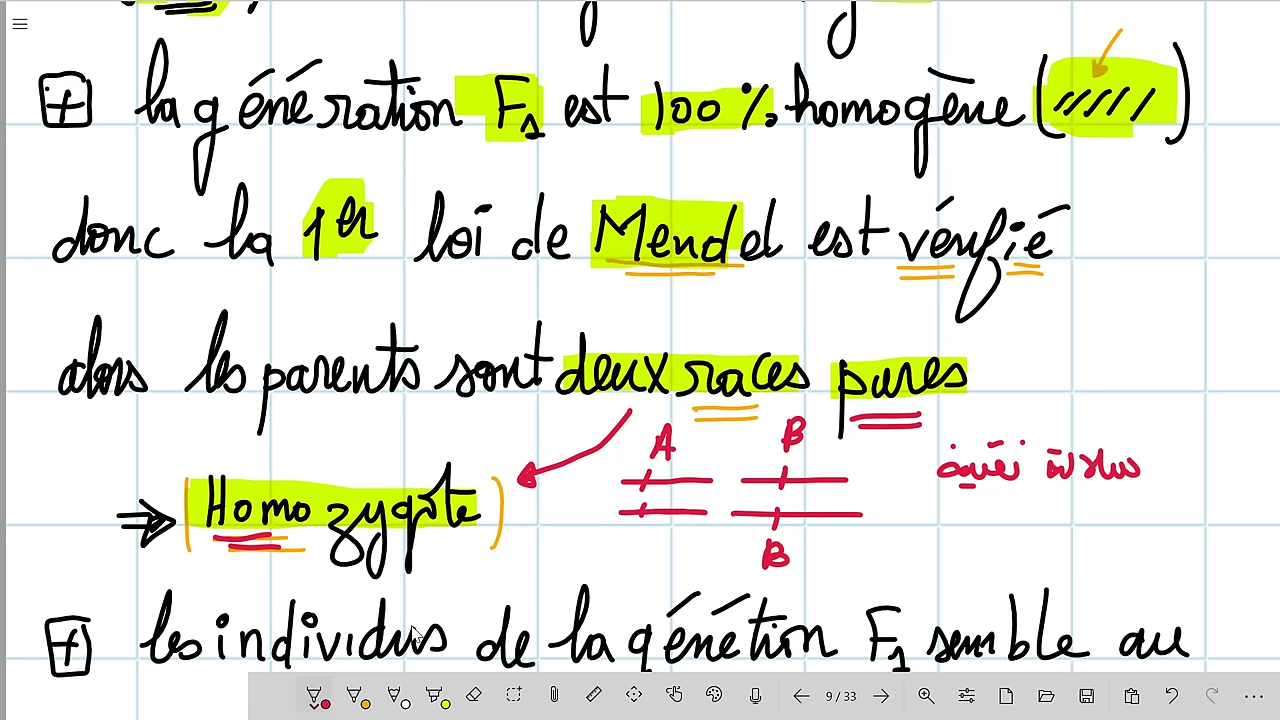 + la génération F1 est 100% homogène (/////)
donc la 1er loi de Mendel est vérifié
alors les parents sont deux races pures
A B
سلالة نقية
⇒ (Homozygote)
B
+ les individus de la génétion F1 semble au
9 / 33